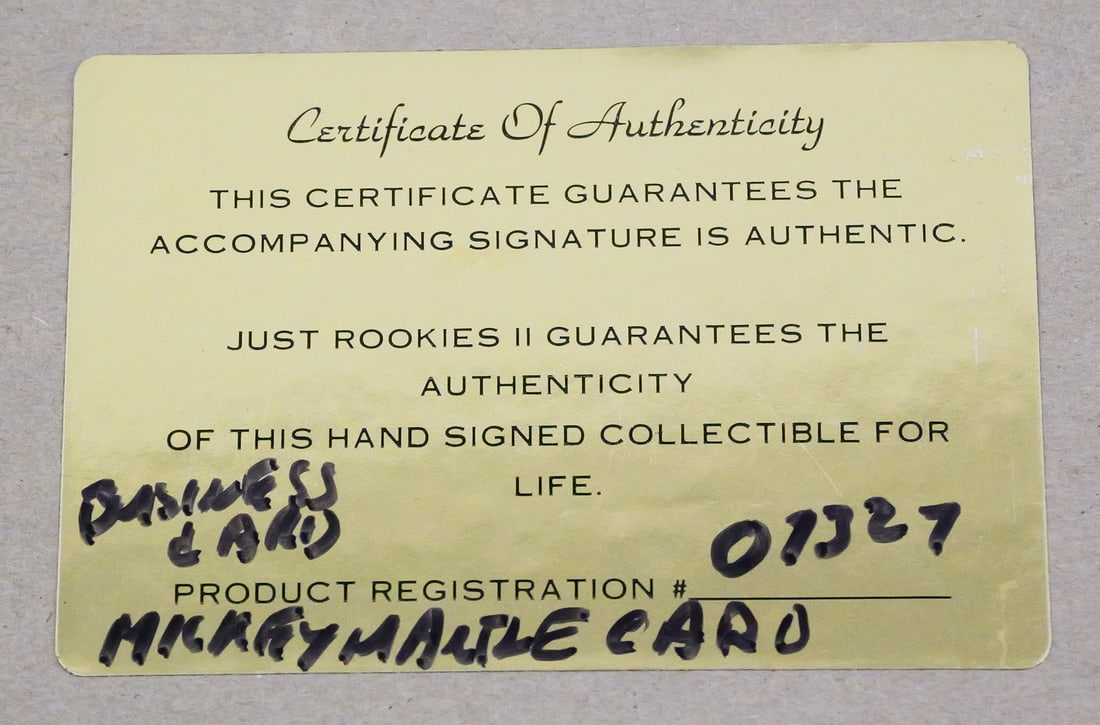 Certificate Of Authenticity
THIS CERTIFICATE GUARANTEES THE
ACCOMPANYING SIGNATURE IS AUTHENTIC.
JUST ROOKIES II GUARANTEES THE
AUTHENTICITY
OF THIS HAND SIGNED COLLECTIBLE FOR
LIFE.
BUSINESS
CARD
PRODUCT REGISTRATION # 07327
MICKEY MANTLE CARD